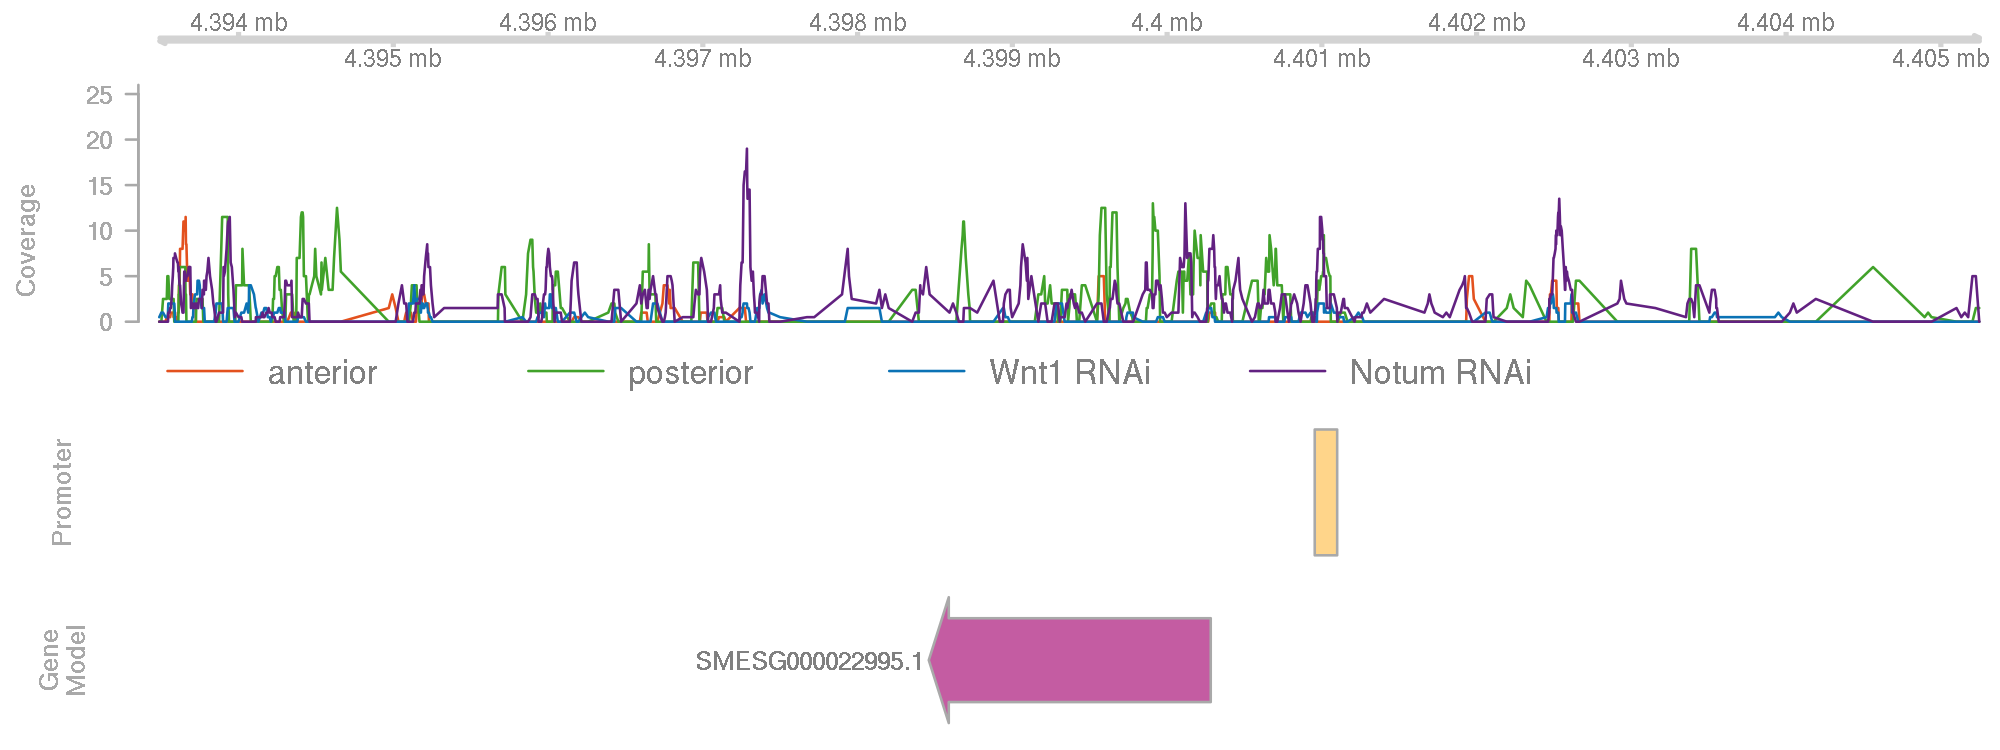 4.394 mb 4.396 mb 4.398 mb 4.4 mb 4.402 mb 4.404 mb
4.395 mb 4.397 mb 4.399 mb 4.401 mb 4.403 mb 4.405 mb
Coverage
25
20
15
10
5
0
anterior posterior Wnt1 RNAi Notum RNAi
Promoter
Gene
Model
SMESG000022995.1